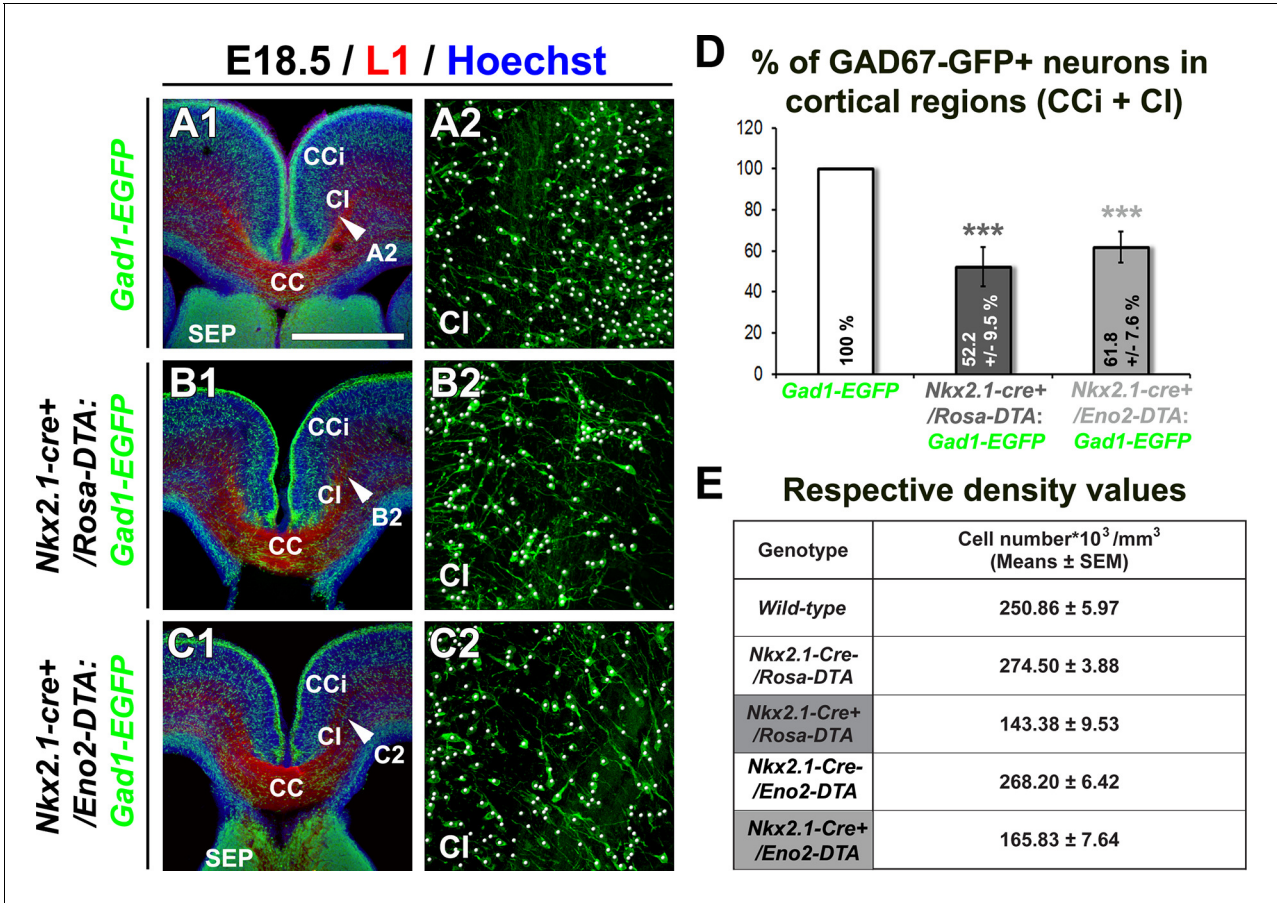 E18.5 / L1 / Hoechst
Gad1-EGFP
A1
CCi
CI
A2
CC
SEP
A2
CI
Nkx2.1-cre+
/Rosa-DTA:
Gad1-EGFP
B1
CCi
CI
B2
CC
B2
CI
Nkx2.1-cre+
/Eno2-DTA:
Gad1-EGFP
C1
CCi
CI
C2
CC
SEP
C2
CI
D
% of GAD67-GFP+ neurons in
cortical regions (CCi + CI)
120
100
80
60
40
20
0
100 %
***
52.2
+/- 9.5 %
***
61.8
+/- 7.6 %
Gad1-EGFP
Nkx2.1-cre+
/Rosa-DTA:
Gad1-EGFP
Nkx2.1-cre+
/Eno2-DTA:
Gad1-EGFP
E
Respective density values
Genotype
Cell number*10³/mm³
(Means ± SEM)
Wild-type
250.86 ± 5.97
Nkx2.1-Cre-
/Rosa-DTA
274.50 ± 3.88
Nkx2.1-Cre+
/Rosa-DTA
143.38 ± 9.53
Nkx2.1-Cre-
/Eno2-DTA
268.20 ± 6.42
Nkx2.1-Cre+
/Eno2-DTA
165.83 ± 7.64